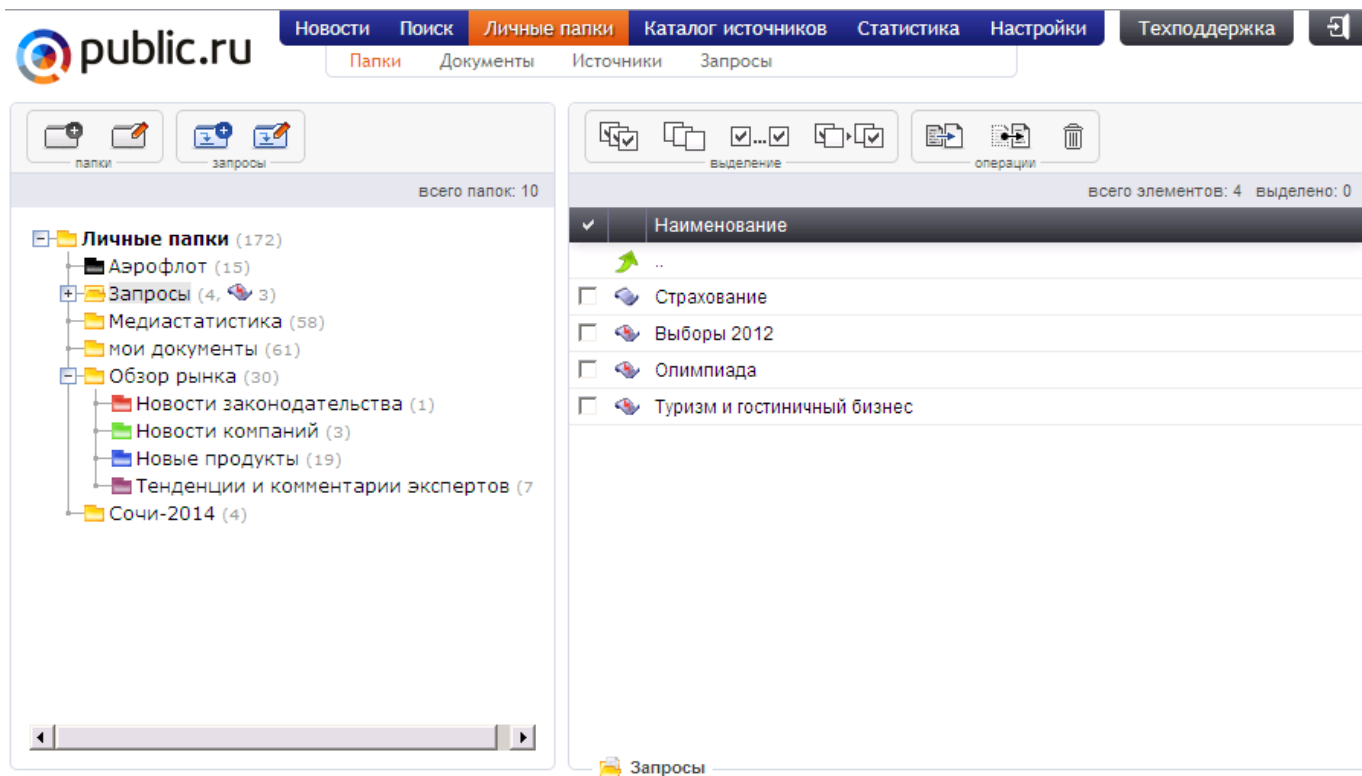 public.ru
Новости Поиск Личные папки Каталог источников Статистика Настройки Техподдержка
Папки Документы Источники Запросы
папки запросы
выделение операции
всего папок: 10
всего элементов: 4 выделено: 0
Наименование
..
Личные папки (172)
Аэрофлот (15)
Запросы (4, 3)
Медиастатистика (58)
мои документы (61)
Обзор рынка (30)
Новости законодательства (1)
Новости компаний (3)
Новые продукты (19)
Тенденции и комментарии экспертов (7
Сочи-2014 (4)
Страхование
Выборы 2012
Олимпиада
Туризм и гостиничный бизнес
Запросы